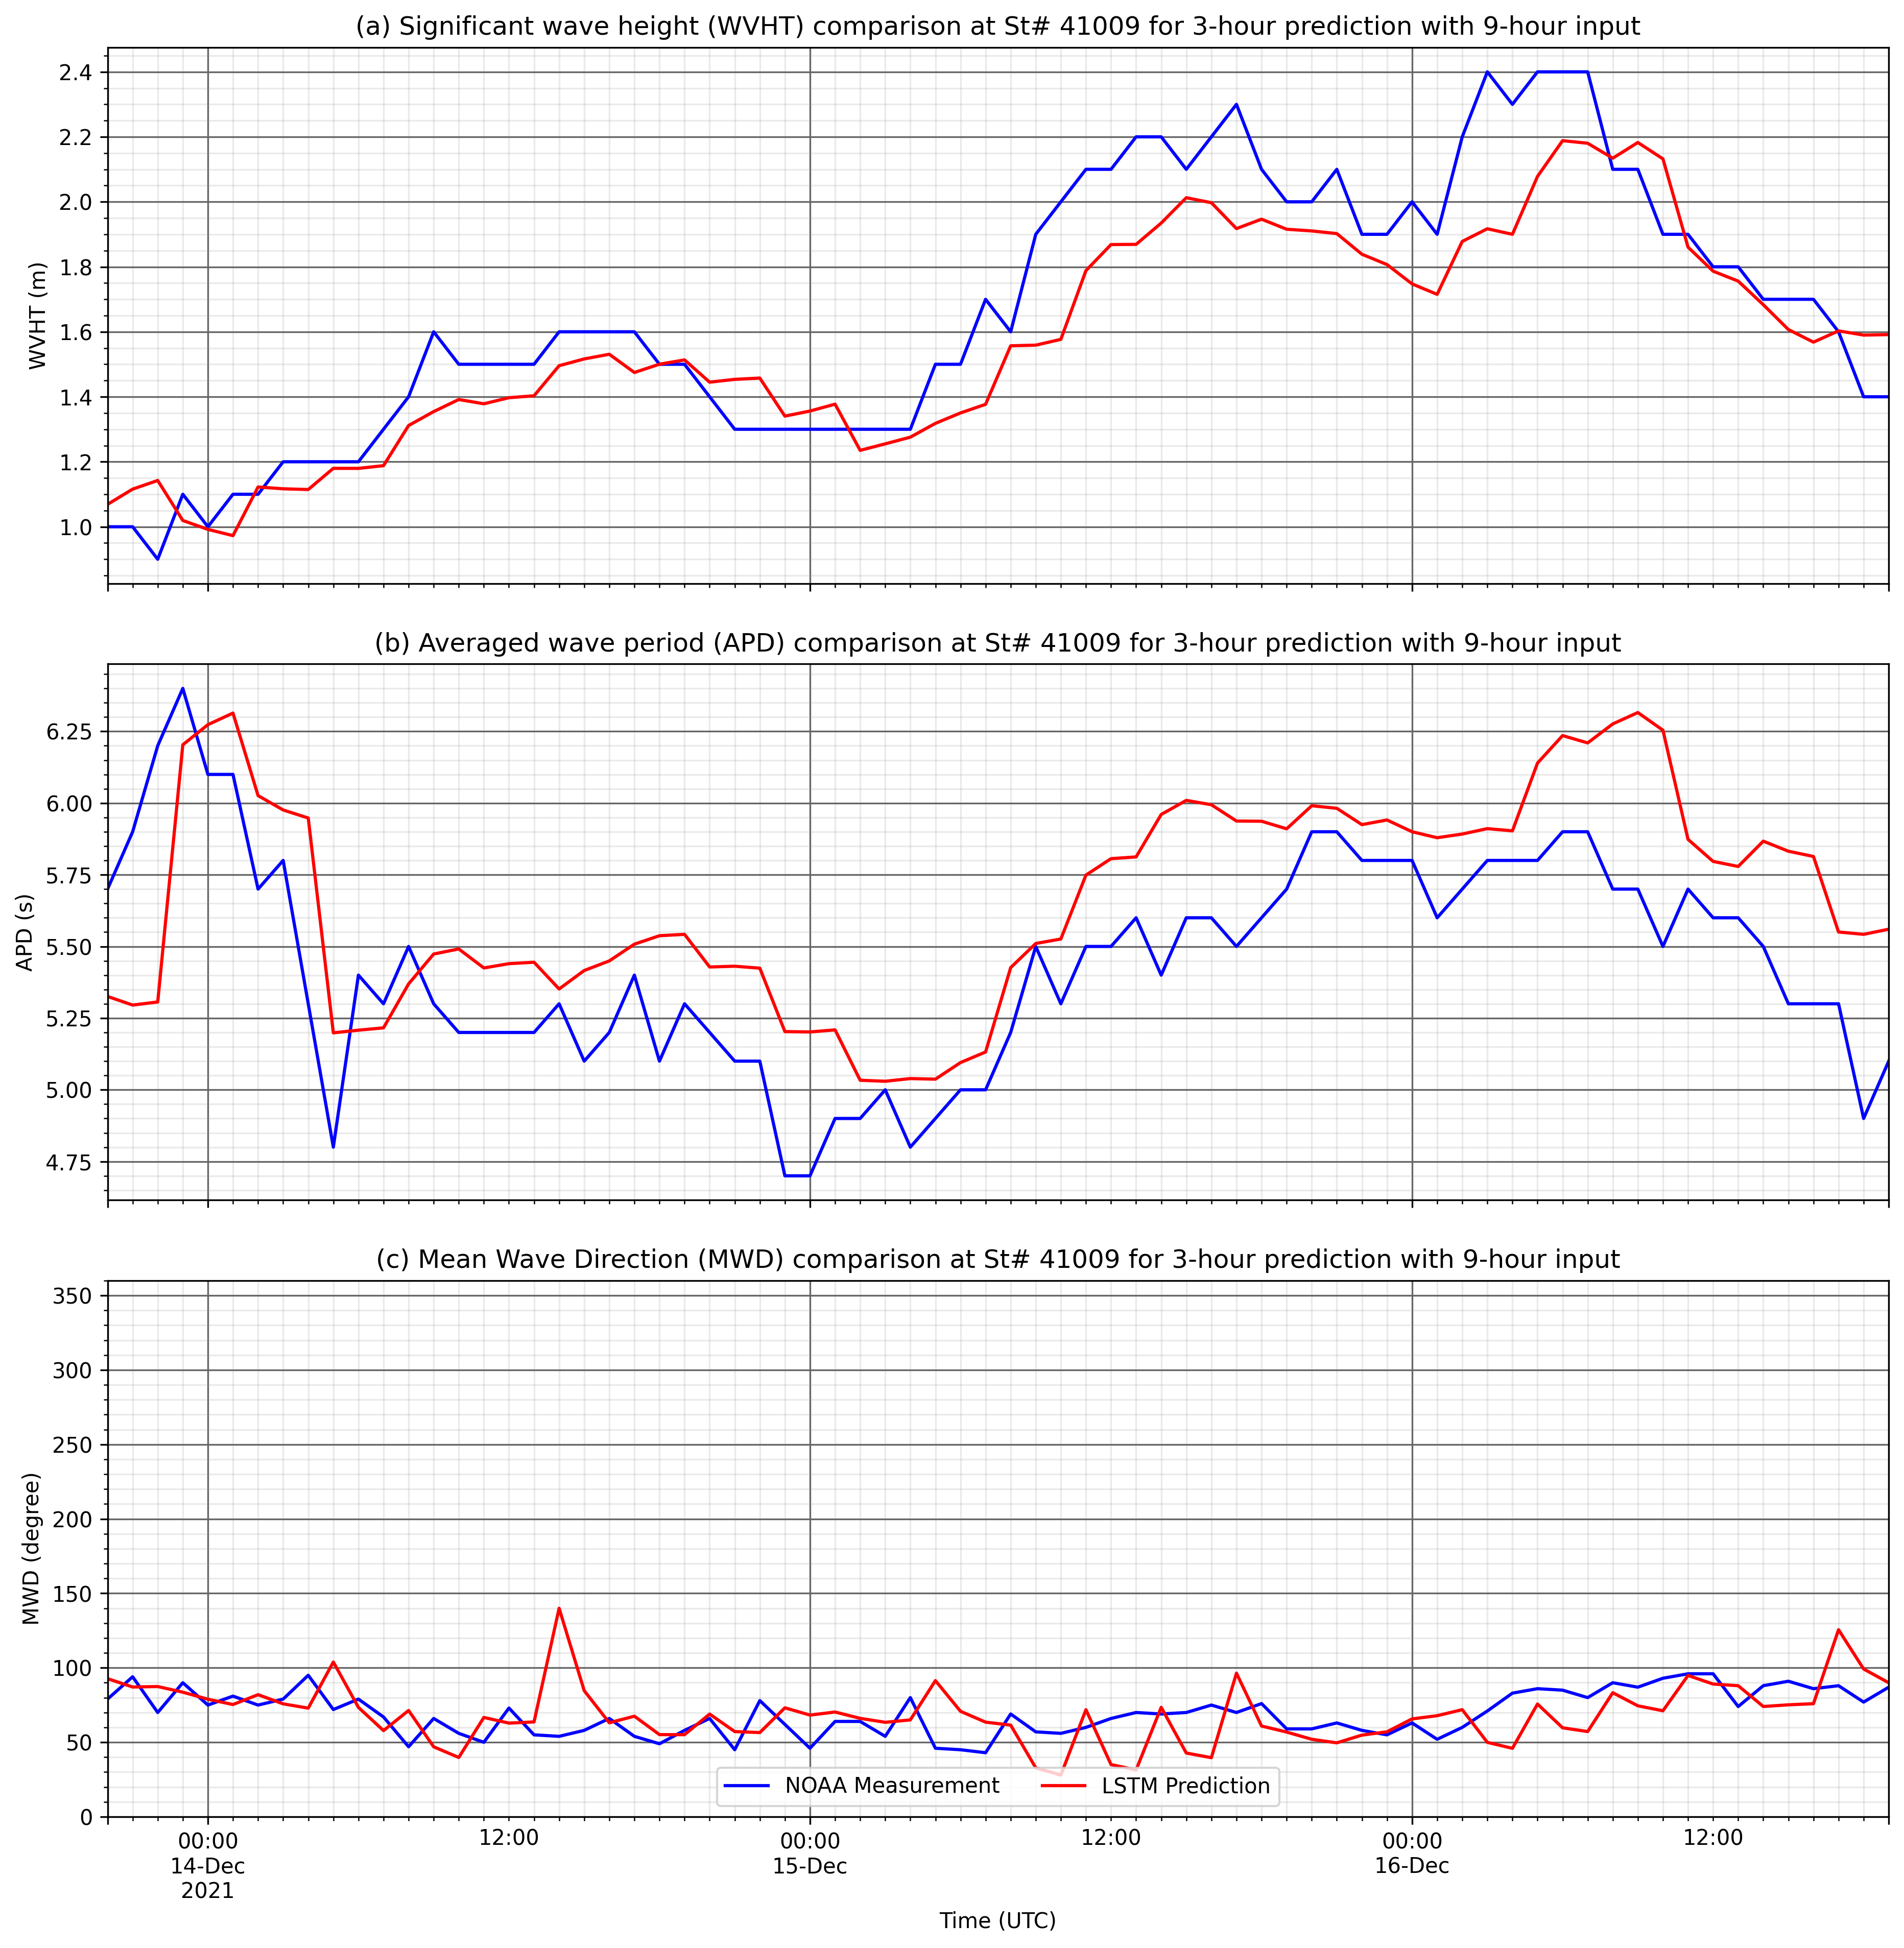 (a) Significant wave height (WVHT) comparison at St# 41009 for 3-hour prediction with 9-hour input
2.4
2.2
2.0
1.8
1.6
1.4
1.2
1.0
WVHT (m)
(b) Averaged wave period (APD) comparison at St# 41009 for 3-hour prediction with 9-hour input
6.25
6.00
5.75
5.50
5.25
5.00
4.75
APD (s)
(c) Mean Wave Direction (MWD) comparison at St# 41009 for 3-hour prediction with 9-hour input
350
300
250
200
150
100
50
0
MWD (degree)
NOAA Measurement LSTM Prediction
00:00 12:00 00:00 12:00 00:00 12:00
14-Dec 15-Dec 16-Dec
2021
Time (UTC)